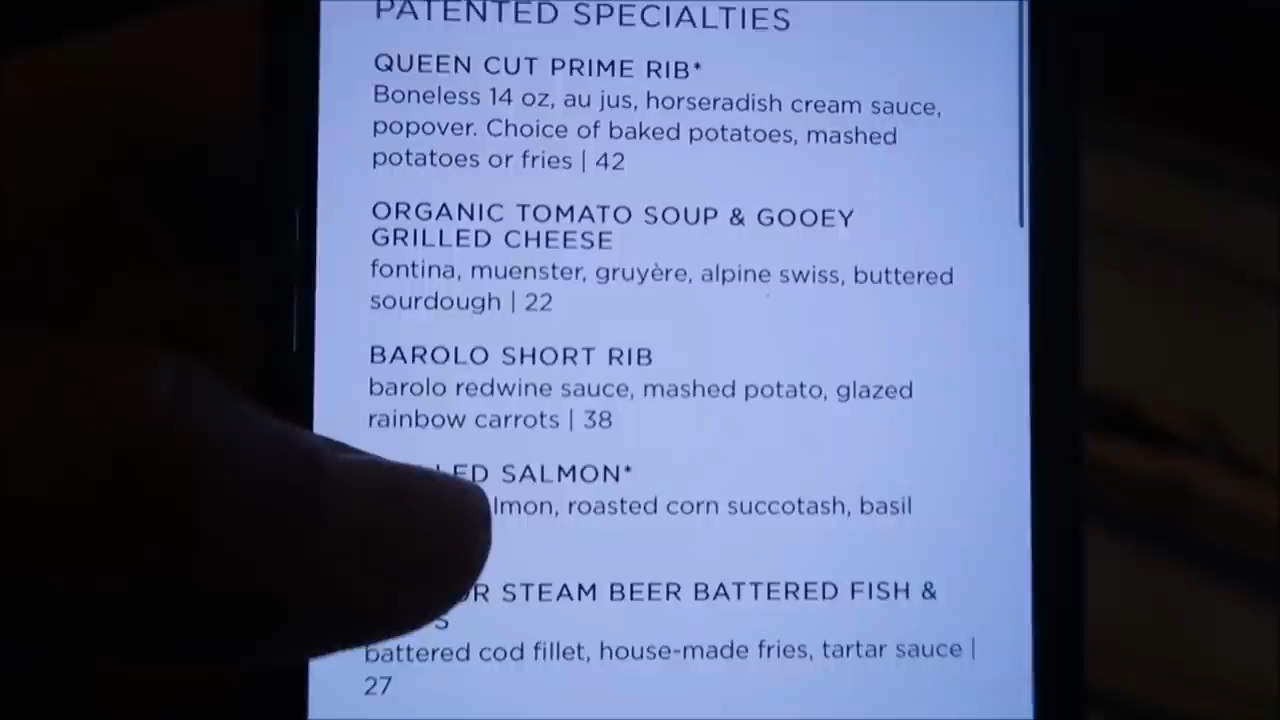 PATENTED SPECIALTIES
QUEEN CUT PRIME RIB*
Boneless 14 oz, au jus, horseradish cream sauce,
popover. Choice of baked potatoes, mashed
potatoes or fries | 42
ORGANIC TOMATO SOUP & GOOEY
GRILLED CHEESE
fontina, muenster, gruyère, alpine swiss, buttered
sourdough | 22
BAROLO SHORT RIB
barolo redwine sauce, mashed potato, glazed
rainbow carrots | 38
SALMON*
roasted corn succotash, basil
STEAM BEER BATTERED FISH &
battered cod fillet, house-made fries, tartar sauce |
27